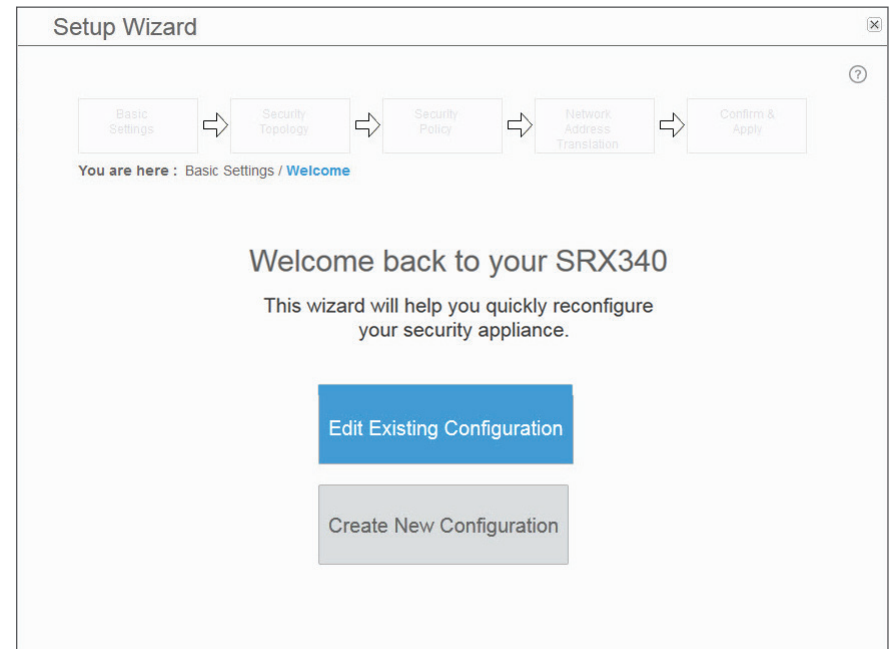 Setup Wizard
?
Basic
Settings
Security
Topology
Security
Policy
Network
Address
Translation
Confirm &
Apply
You are here : Basic Settings / Welcome
Welcome back to your SRX340
This wizard will help you quickly reconfigure
your security appliance.
Edit Existing Configuration
Create New Configuration